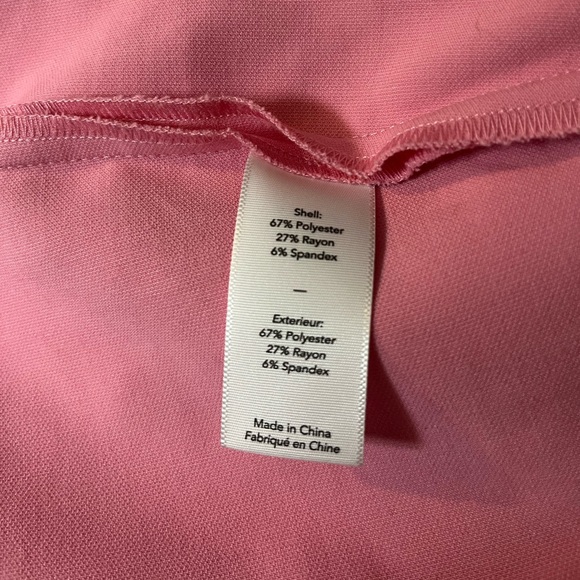 Shell:
67% Polyester
27% Rayon
6% Spandex
—
Exterieur:
67% Polyester
27% Rayon
6% Spandex
Made in China
Fabriqué en Chine